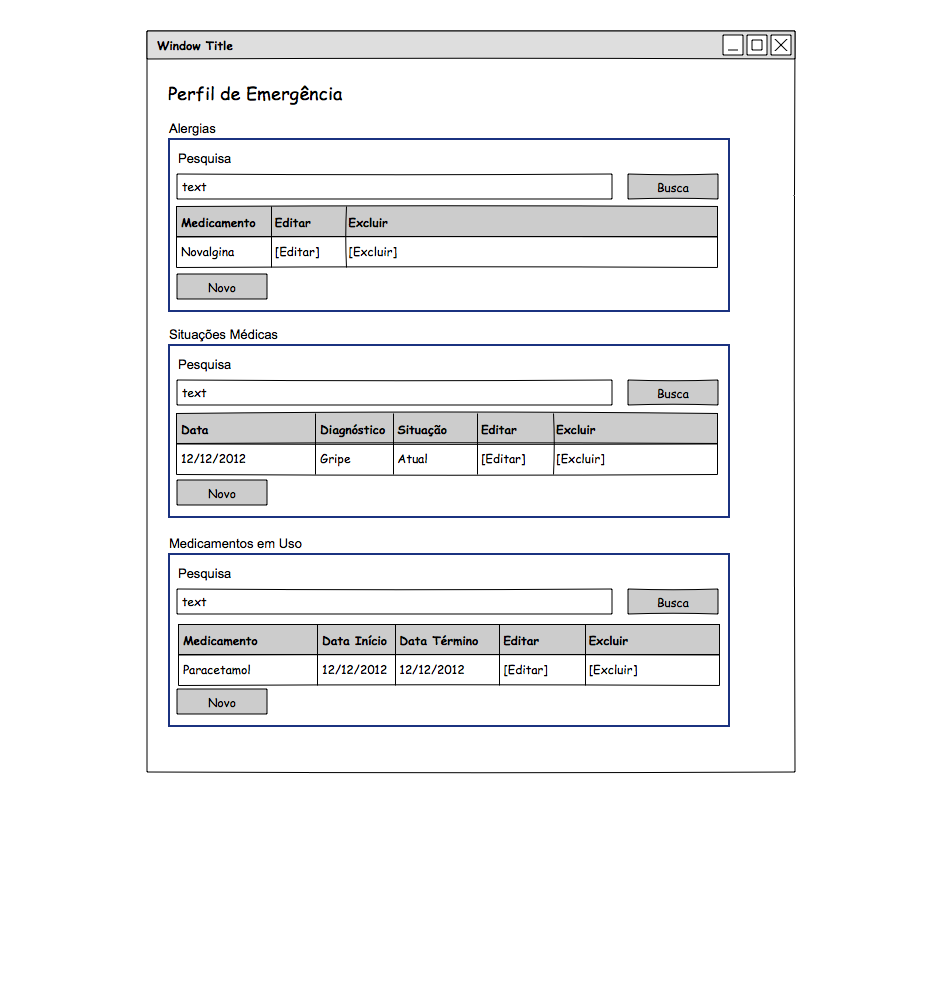 Window Title
Perfil de Emergência
Alergias
Pesquisa
text Busca
Medicamento Editar Excluir
Novalgina [Editar] [Excluir]
Novo
Situações Médicas
Pesquisa
text Busca
Data Diagnóstico Situação Editar Excluir
12/12/2012 Gripe Atual [Editar] [Excluir]
Novo
Medicamentos em Uso
Pesquisa
text Busca
Medicamento Data Início Data Término Editar Excluir
Paracetamol 12/12/2012 12/12/2012 [Editar] [Excluir]
Novo